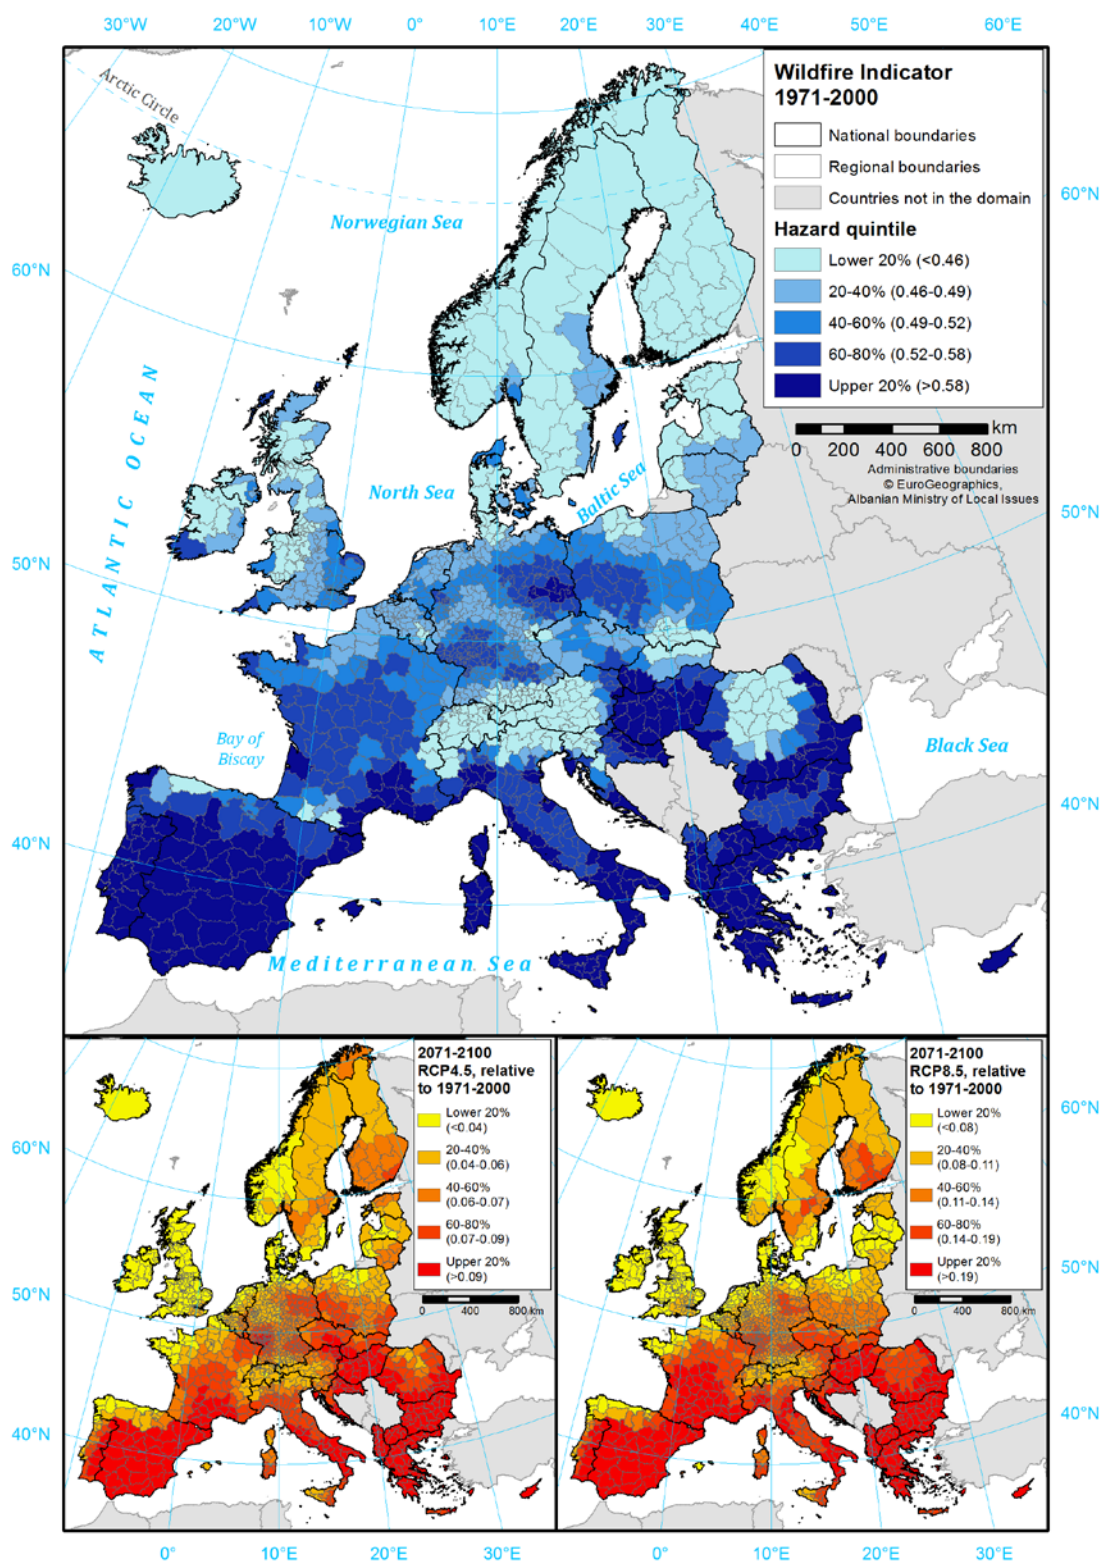 30°W 20°W 10°W 0° 10°E 20°E 30°E 40°E 50°E 60°E
Arctic Circle
Wildfire Indicator
1971-2000
National boundaries
Regional boundaries
Countries not in the domain
Hazard quintile
Lower 20% (<0.46)
20-40% (0.46-0.49)
40-60% (0.49-0.52)
60-80% (0.52-0.58)
Upper 20% (>0.58)
km
0 200 400 600 800
Administrative boundaries
© EuroGeographics,
Albanian Ministry of Local Issues
60°N
60°N
50°N
50°N
40°N
40°N
Norwegian Sea
ATLANTIC OCEAN
North Sea
Baltic Sea
Bay of
Biscay
Black Sea
Mediterranean Sea
2071-2100
RCP4.5, relative
to 1971-2000
Lower 20%
(<0.04)
20-40%
(0.04-0.06)
40-60%
(0.06-0.07)
60-80%
(0.07-0.09)
Upper 20%
(>0.09)
0 400 800 km
2071-2100
RCP8.5, relative
to 1971-2000
Lower 20%
(<0.08)
20-40%
(0.08-0.11)
40-60%
(0.11-0.14)
60-80%
(0.14-0.19)
Upper 20%
(>0.19)
0 400 800 km
60°N
60°N
50°N
50°N
40°N
40°N
0° 10°E 20°E 30°E 0° 10°E 20°E 30°E